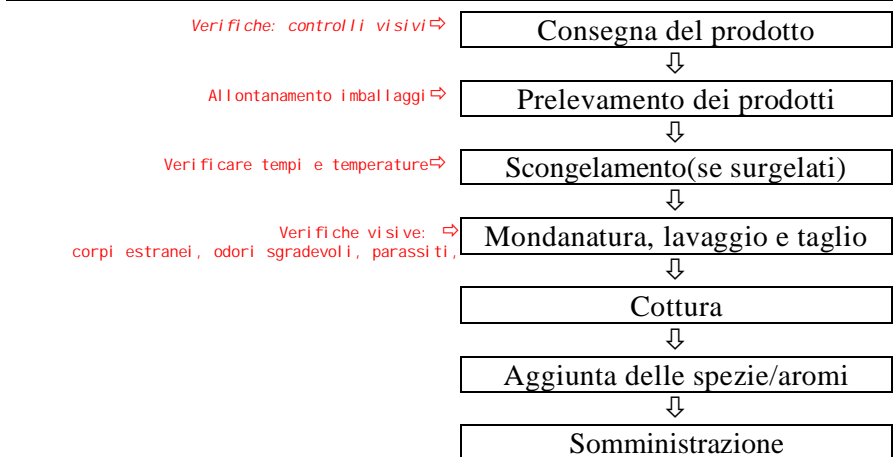 Verifiche: controlli visivi⇨ Consegna del prodotto
⇩
Allontanamento imballaggi⇨ Prelevamento dei prodotti
⇩
Verificare tempi e temperature⇨ Scongelamento(se surgelati)
⇩
Verifiche visive: ⇨
corpi estranei, odori sgradevoli, parassiti,
Mondanatura, lavaggio e taglio
⇩
Cottura
⇩
Aggiunta delle spezie/aromi
⇩
Somministrazione